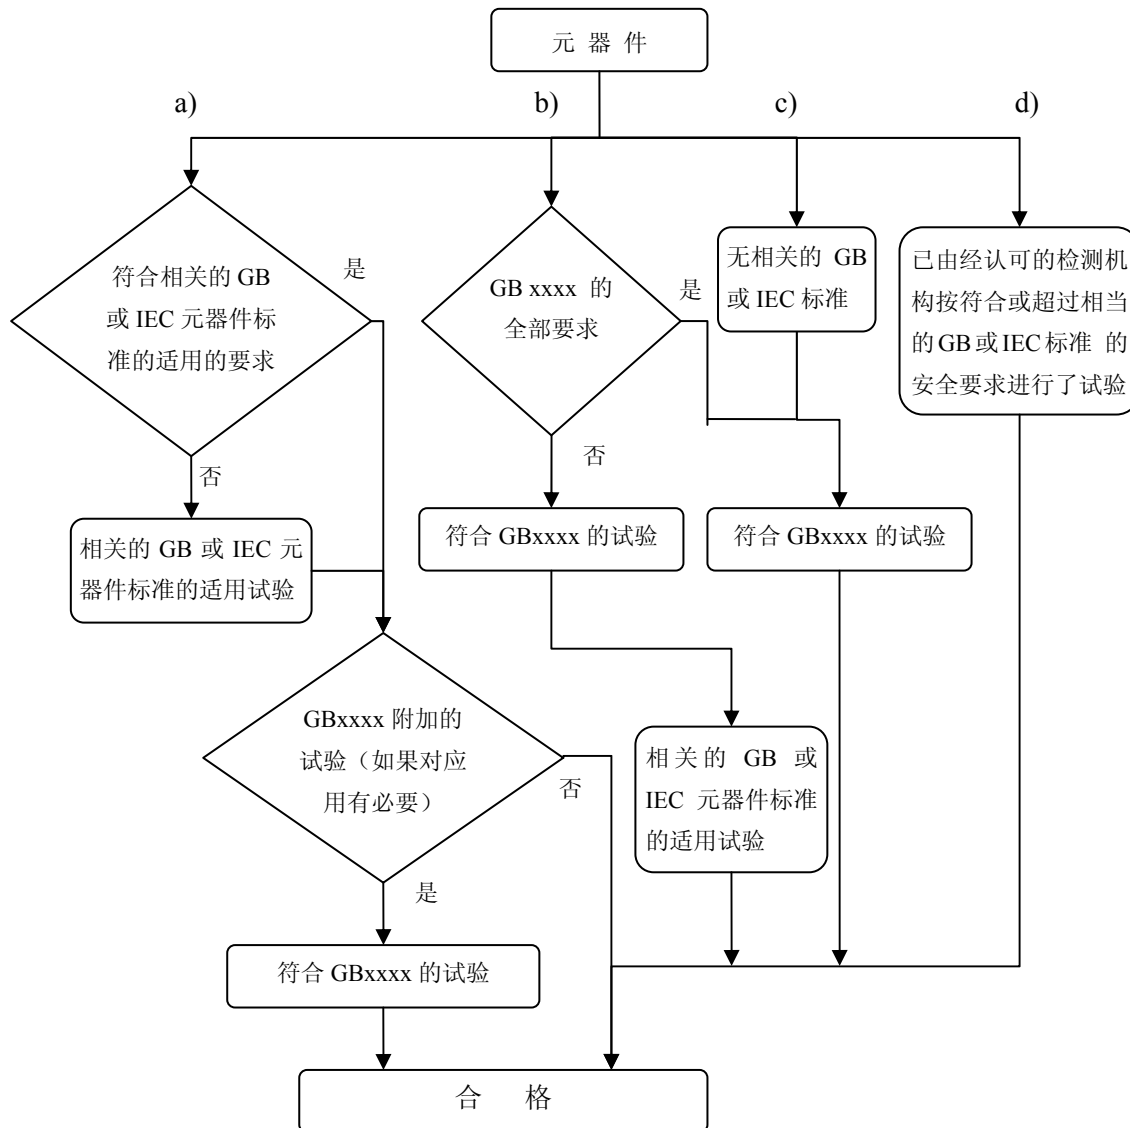 元 器 件
a)
b)
c)
d)
符合相关的 GB
或 IEC 元器件标
准的适用的要求
是
否
相关的 GB 或 IEC 元
器件标准的适用试验
GBxxxx 附加的
试验（如果对应
用有必要）
否
是
符合 GBxxxx 的试验
GB xxxx 的
全部要求
是
否
符合 GBxxxx 的试验
相关的 GB 或
IEC 元器件标准
的适用试验
无相关的 GB
或 IEC 标准
符合 GBxxxx 的试验
已由经认可的检测机
构按符合或超过相当
的 GB 或 IEC 标准 的
安全要求进行了试验
合 格